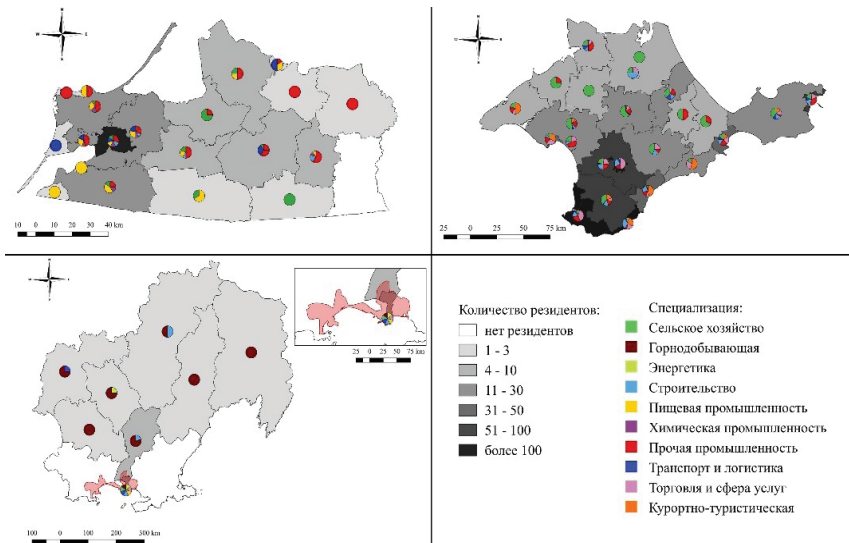 N
W
E
S
10 0 10 20 30 40 km
N
W
E
S
25 0 25 50 75 km
N
W
E
S
100 0 100 200 300 km
25 0 25 50 75 km
Количество резидентов:
нет резидентов
1 - 3
4 - 10
11 - 30
31 - 50
51 - 100
более 100
Специализация:
Сельское хозяйство
Горнодобывающая
Энергетика
Строительство
Пищевая промышленность
Химическая промышленность
Прочая промышленность
Транспорт и логистика
Торговля и сфера услуг
Курортно-туристическая